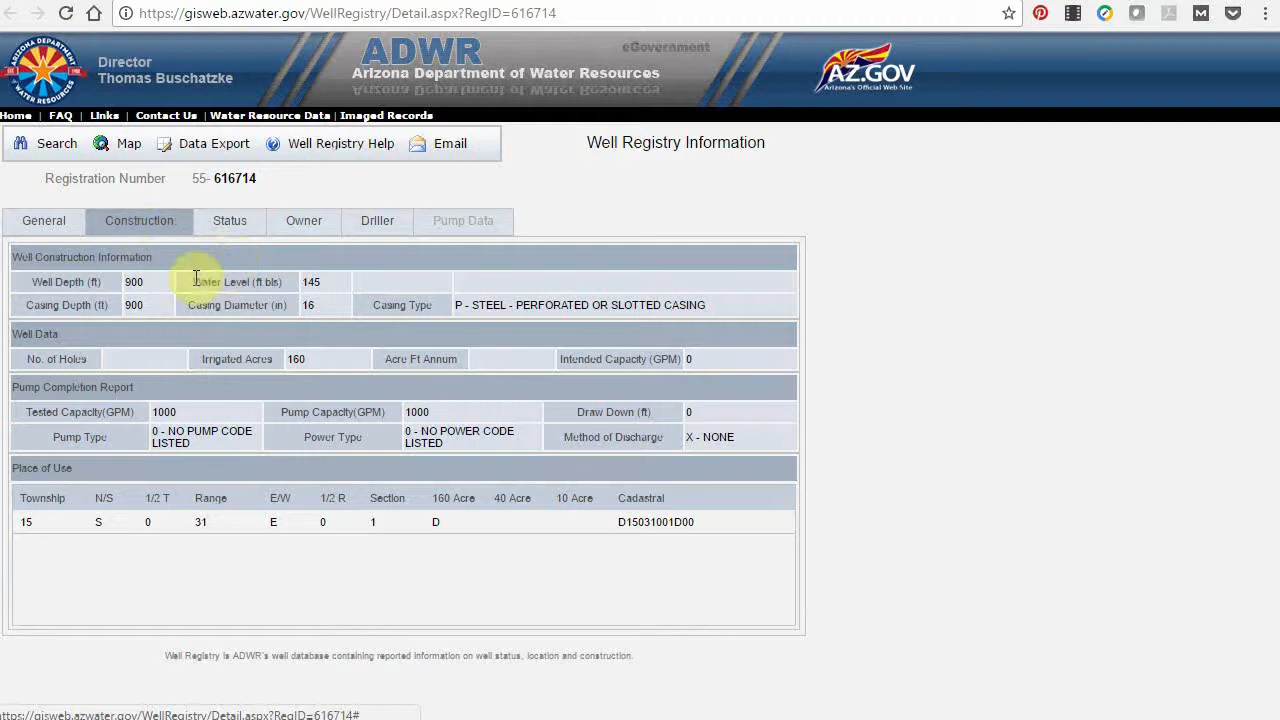 https://gisweb.azwater.gov/WellRegistry/Detail.aspx?RegID=616714
Director
Thomas Buschatzke
ADWR
eGovernment
Arizona Department of Water Resources
AZ.GOV
Arizona's Official Web Site
Home | FAQ | Links | Contact Us | Water Resource Data | Imaged Records
Search Map Data Export Well Registry Help Email
Well Registry Information
Registration Number 55- 616714
General Construction Status Owner Driller Pump Data
Well Construction Information
Well Depth (ft) 900 Water Level (ft bls) 145
Casing Depth (ft) 900 Casing Diameter (in) 16 Casing Type P - STEEL - PERFORATED OR SLOTTED CASING
Well Data
No. of Holes Irrigated Acres 160 Acre Ft Annum Intended Capacity (GPM) 0
Pump Completion Report
Tested Capacity(GPM) 1000 Pump Capacity(GPM) 1000 Draw Down (ft) 0
Pump Type 0 - NO PUMP CODE LISTED Power Type 0 - NO POWER CODE LISTED Method of Discharge X - NONE
Place of Use
Township N/S 1/2 T Range E/W 1/2 R Section 160 Acre 40 Acre 10 Acre Cadastral
15 S 0 31 E 0 1 D D15031001D00
Well Registry is ADWR's well database containing reported information on well status, location and construction.
https://gisweb.azwater.gov/WellRegistry/Detail.aspx?RegID=616714#